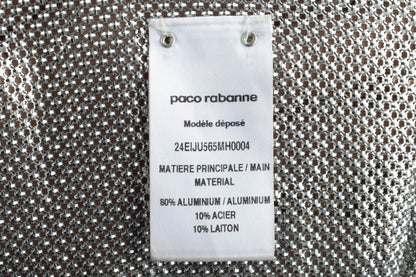 paco rabanne
Modèle déposé
24EIJU565MH0004
MATIERE PRINCIPALE / MAIN
MATERIAL
80% ALUMINIUM / ALUMINIUM
10% ACIER
10% LAITON